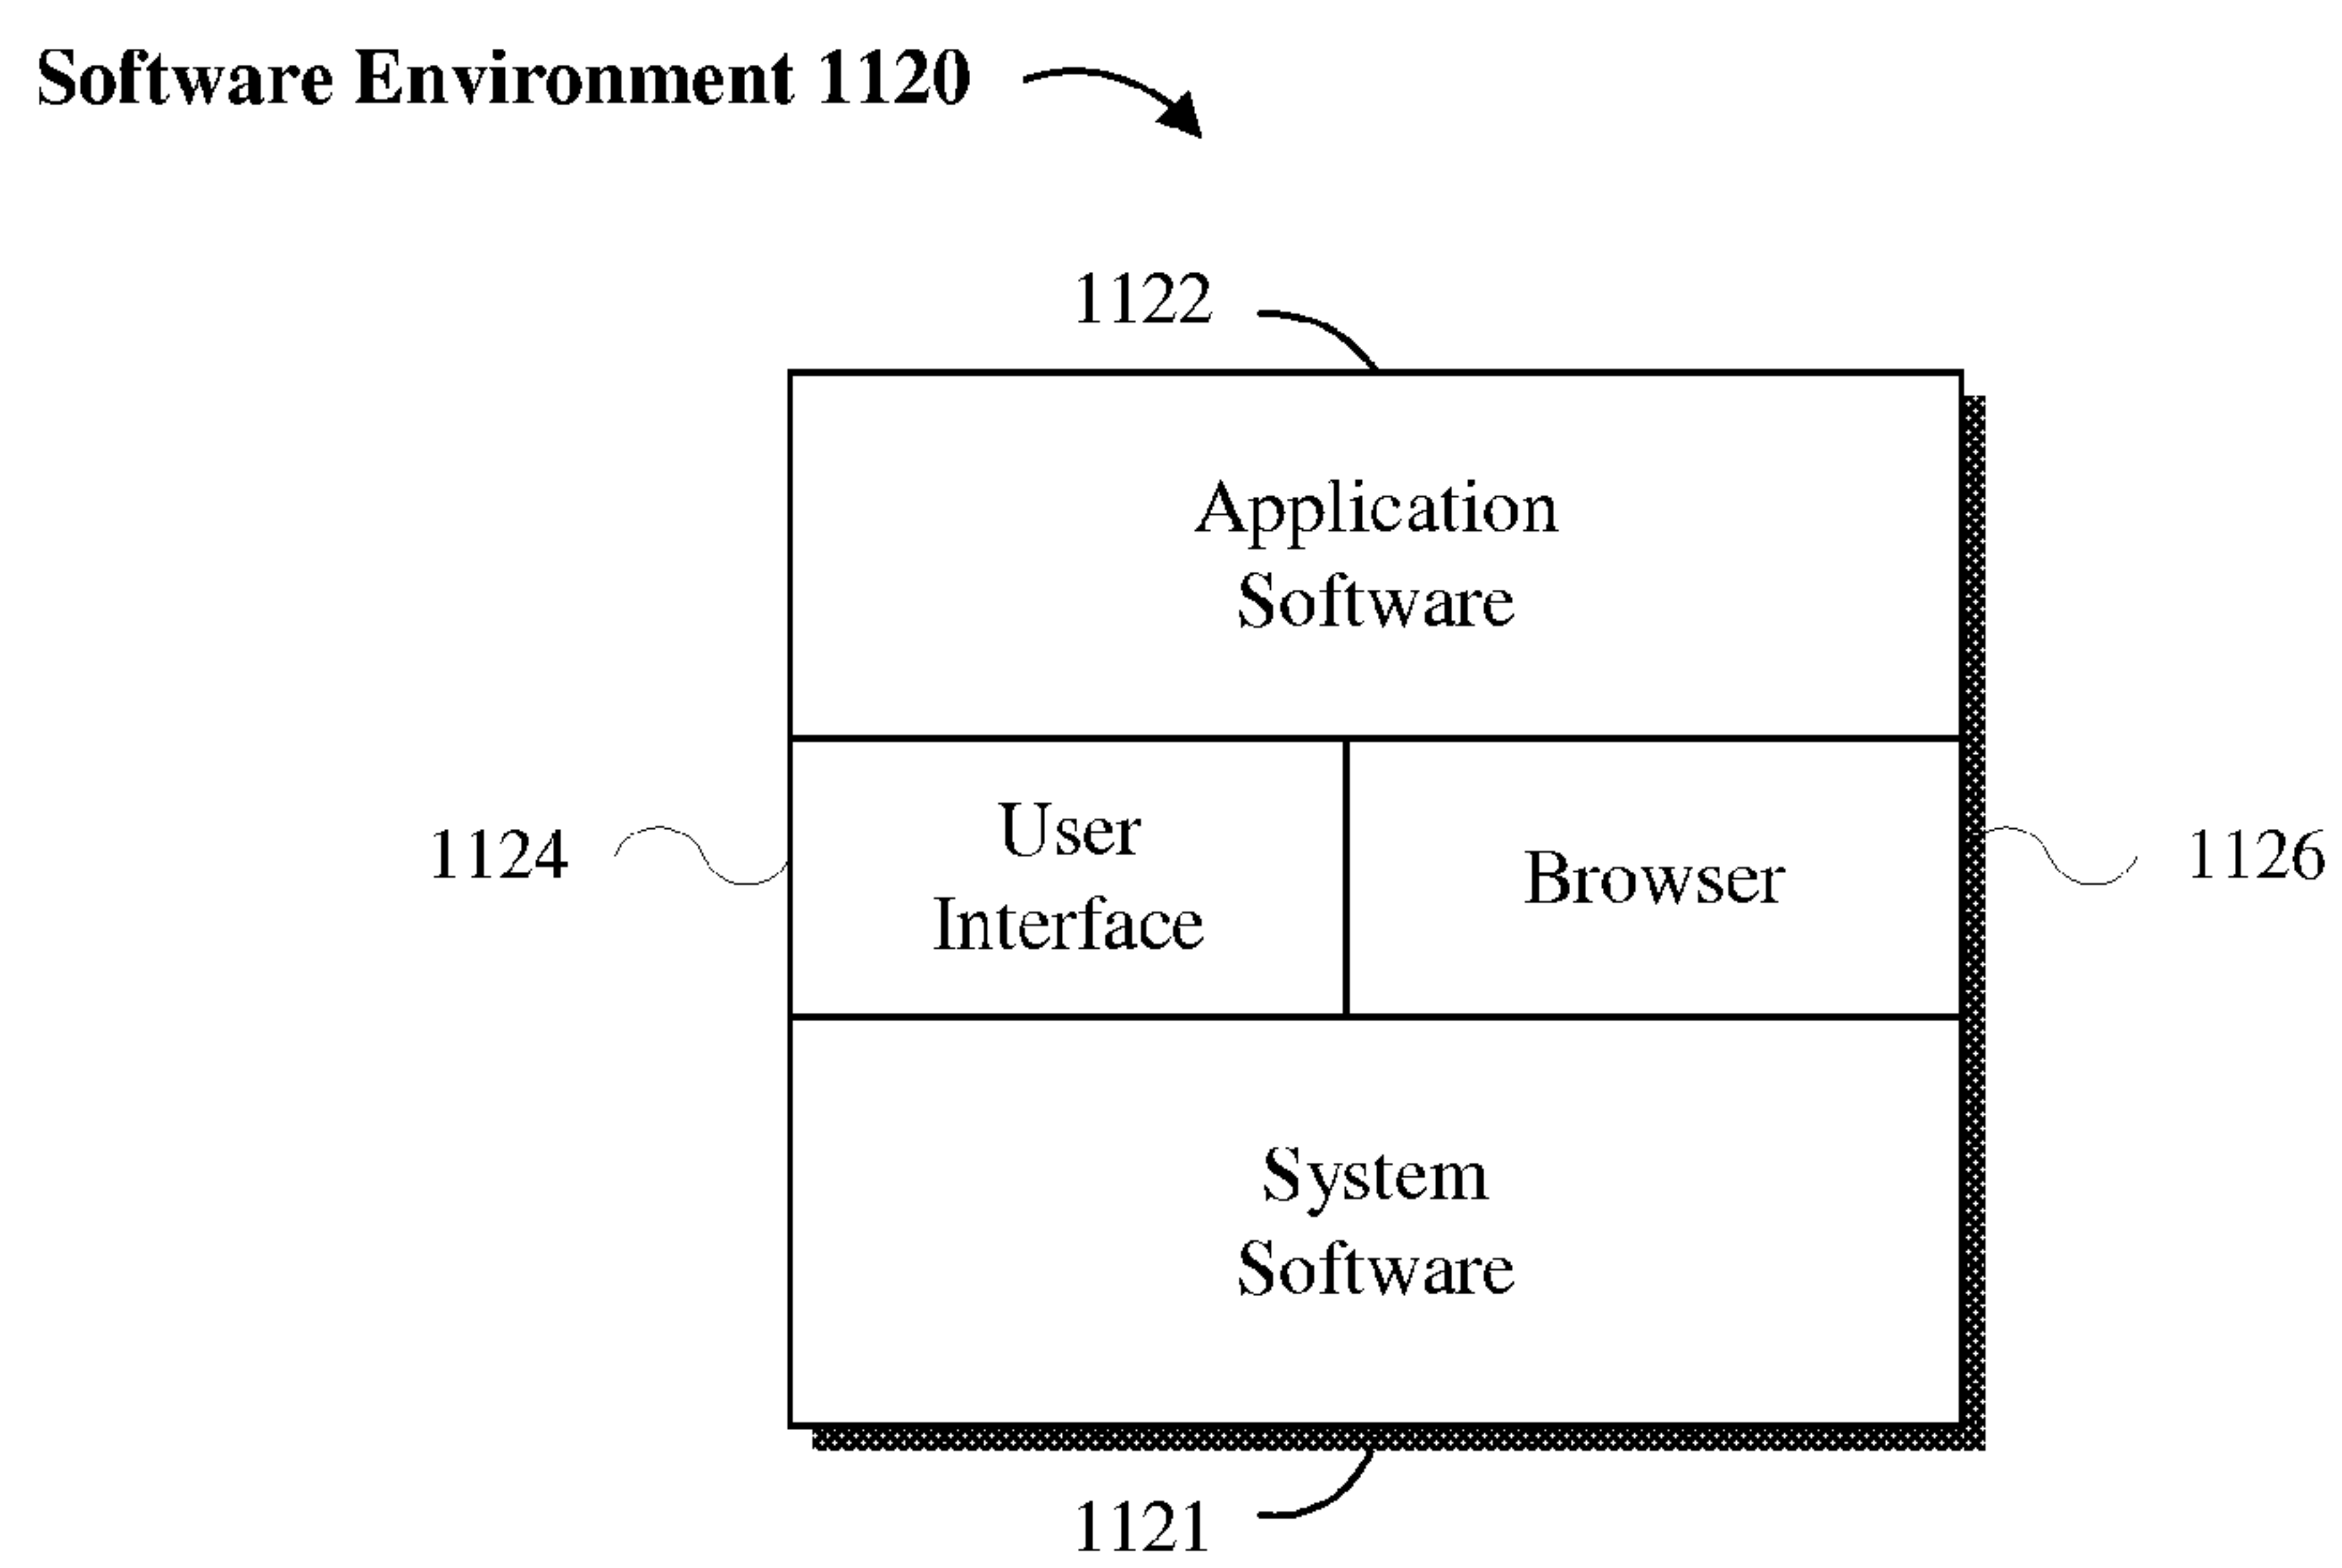 Software Environment 1120
1122
Application
Software
1124
User
Interface
Browser
1126
System
Software
1121